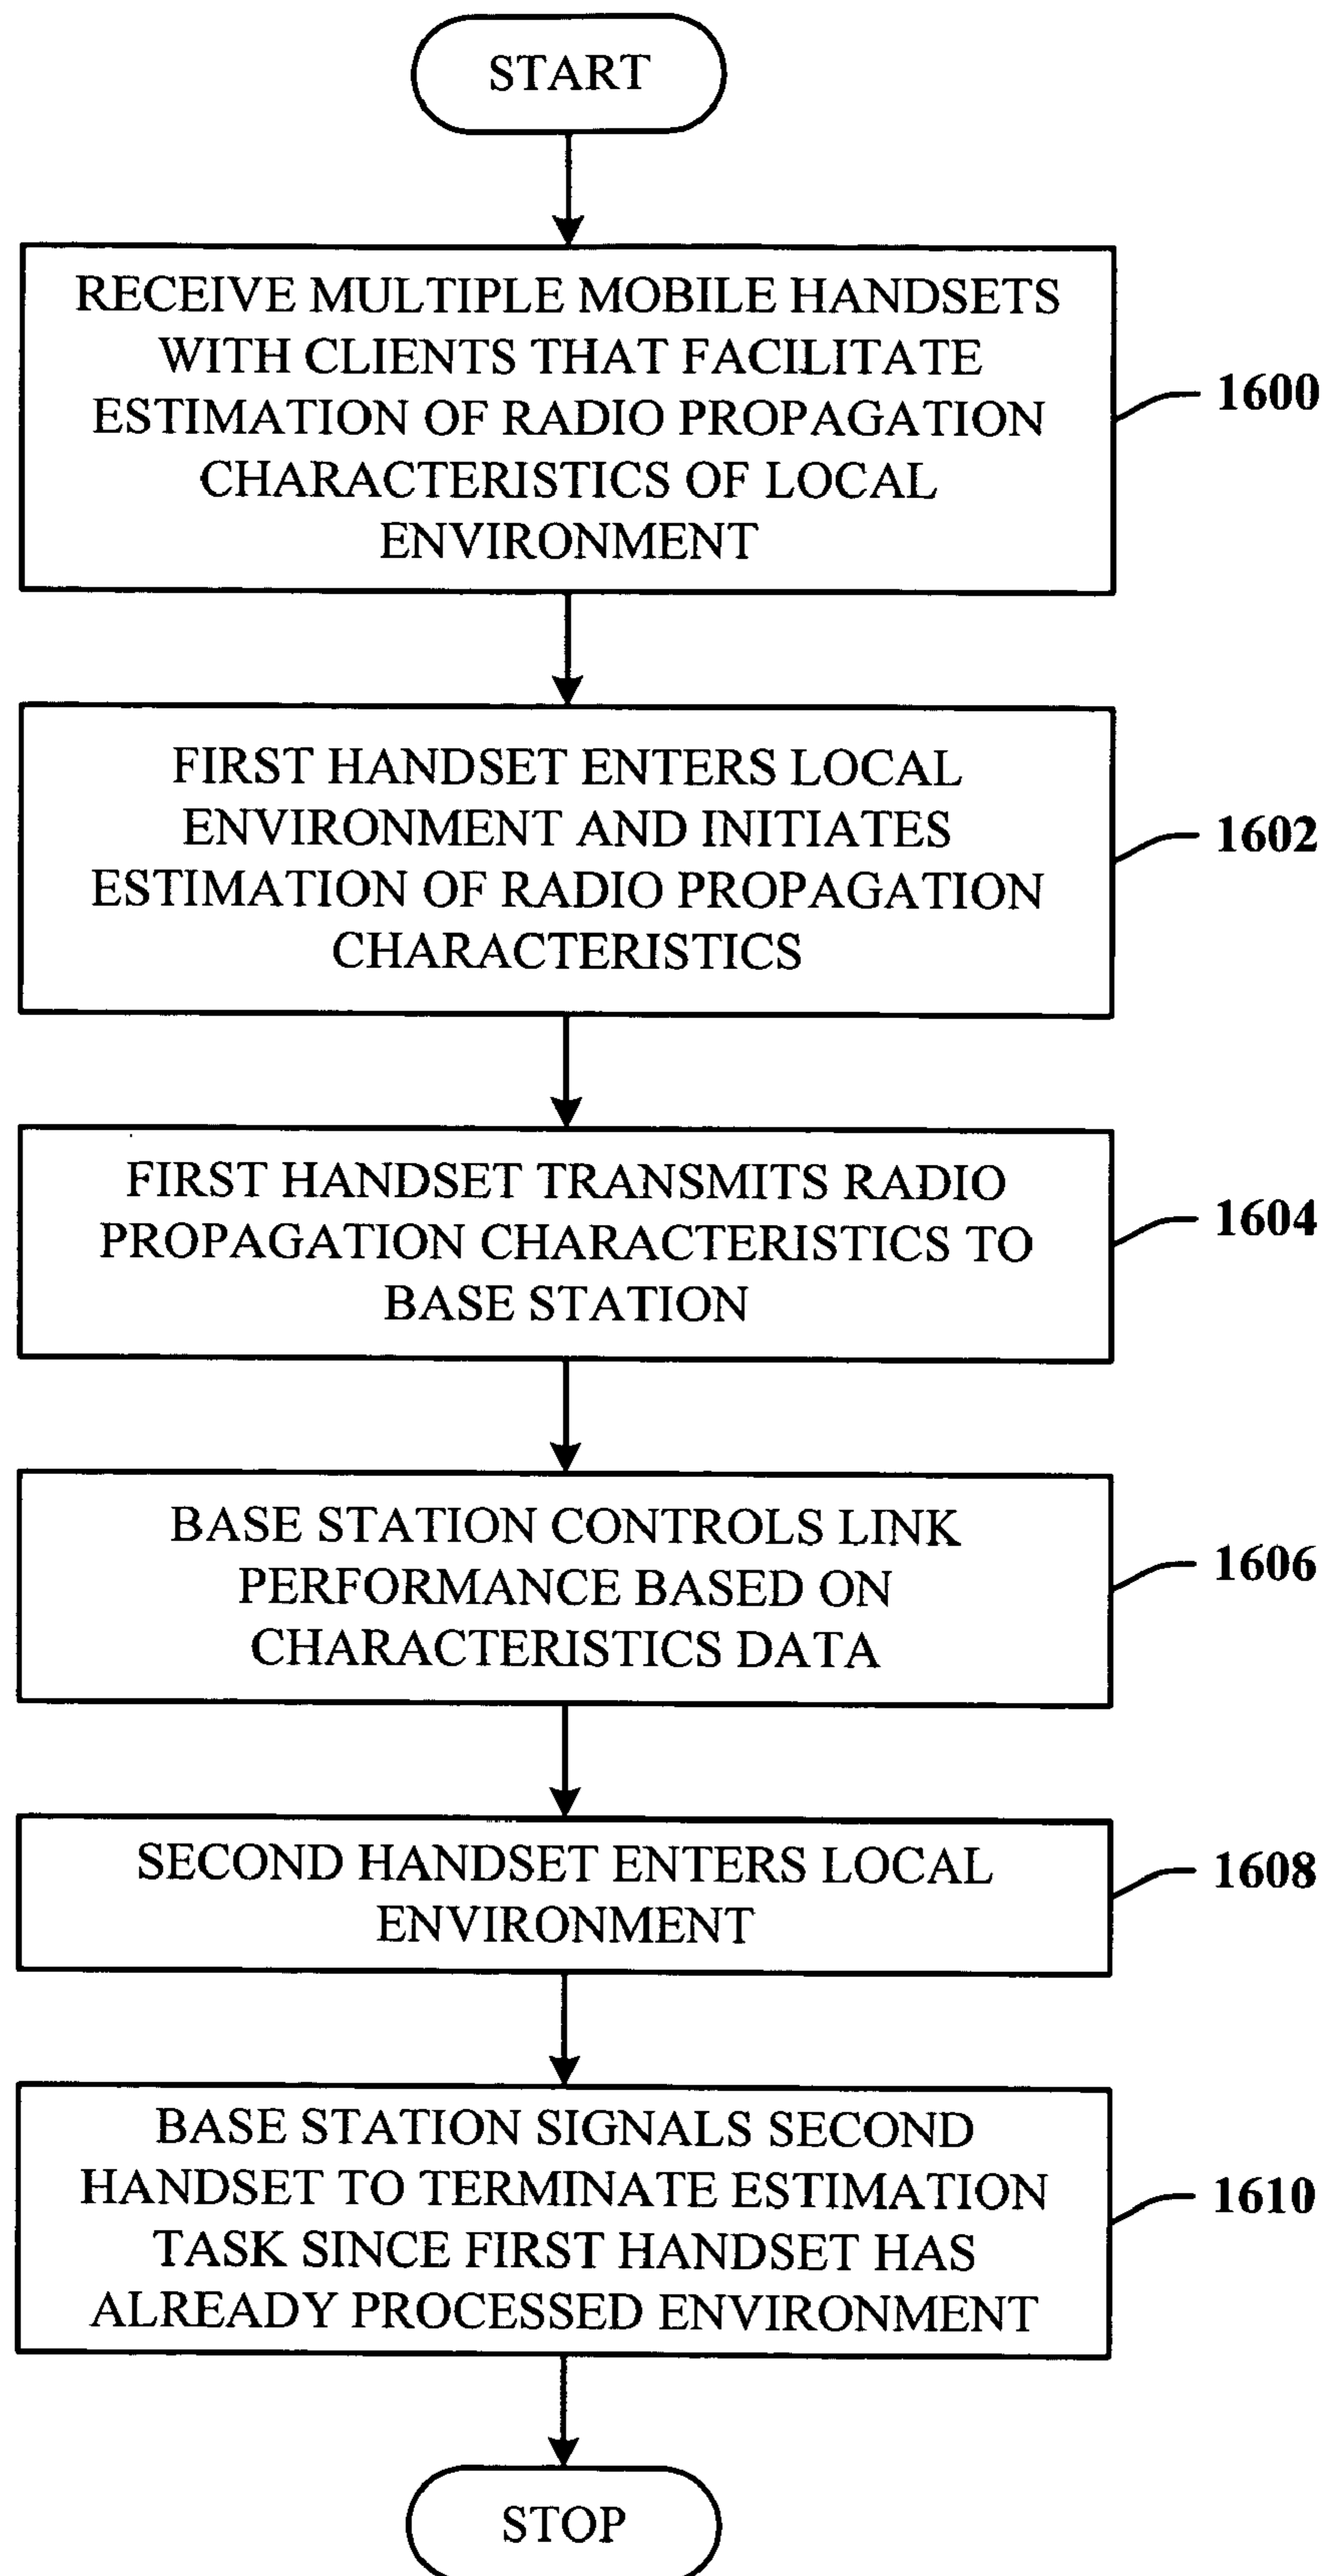 START
RECEIVE MULTIPLE MOBILE HANDSETS
WITH CLIENTS THAT FACILITATE
ESTIMATION OF RADIO PROPAGATION
CHARACTERISTICS OF LOCAL
ENVIRONMENT
1600
FIRST HANDSET ENTERS LOCAL
ENVIRONMENT AND INITIATES
ESTIMATION OF RADIO PROPAGATION
CHARACTERISTICS
1602
FIRST HANDSET TRANSMITS RADIO
PROPAGATION CHARACTERISTICS TO
BASE STATION
1604
BASE STATION CONTROLS LINK
PERFORMANCE BASED ON
CHARACTERISTICS DATA
1606
SECOND HANDSET ENTERS LOCAL
ENVIRONMENT
1608
BASE STATION SIGNALS SECOND
HANDSET TO TERMINATE ESTIMATION
TASK SINCE FIRST HANDSET HAS
ALREADY PROCESSED ENVIRONMENT
1610
STOP